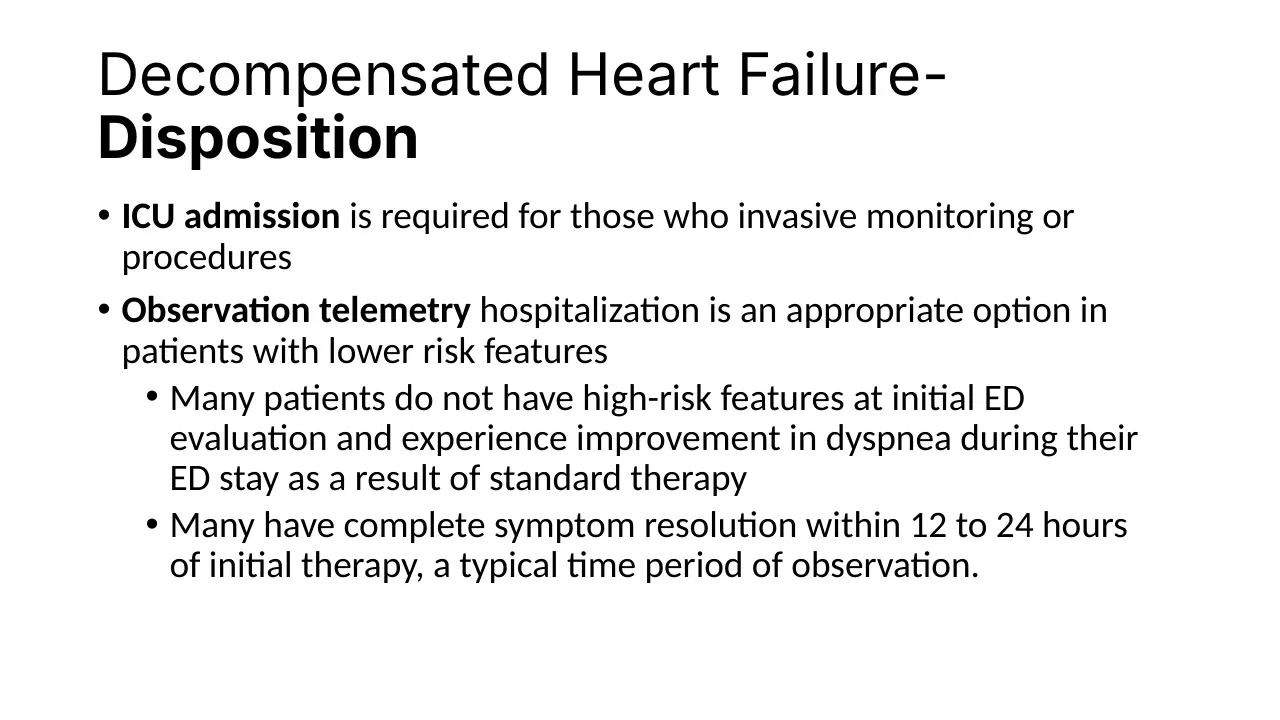 Decompensated Heart Failure-
Disposition
• ICU admission is required for those who invasive monitoring or
procedures
• Observation telemetry hospitalization is an appropriate option in
patients with lower risk features
• Many patients do not have high-risk features at initial ED
evaluation and experience improvement in dyspnea during their
ED stay as a result of standard therapy
• Many have complete symptom resolution within 12 to 24 hours
of initial therapy, a typical time period of observation.